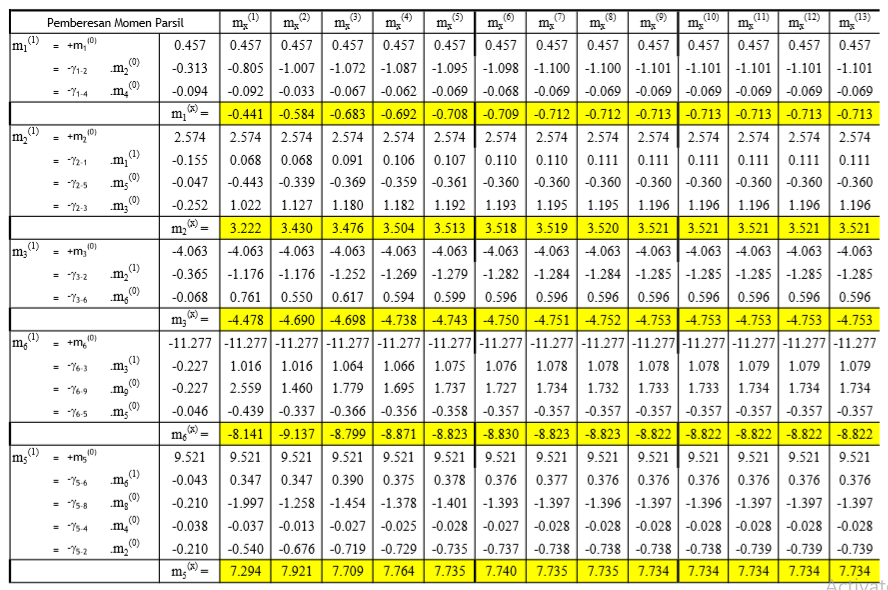 Pemberesan Momen Parsil mx(1) mx(2) mx(3) mx(4) mx(5) mx(6) mx(7) mx(8) mx(9) mx(10) mx(11) mx(12) mx(13)
m1(1) = +m1(0) 0.457 0.457 0.457 0.457 0.457 0.457 0.457 0.457 0.457 0.457 0.457 0.457 0.457 0.457
= -γ1-2 .m2(0) -0.313 -0.805 -1.007 -1.072 -1.087 -1.095 -1.098 -1.100 -1.100 -1.101 -1.101 -1.101 -1.101 -1.101
= -γ1-4 .m4(0) -0.094 -0.092 -0.033 -0.067 -0.062 -0.069 -0.068 -0.069 -0.069 -0.069 -0.069 -0.069 -0.069 -0.069
m1(x) = -0.441 -0.584 -0.683 -0.692 -0.708 -0.709 -0.712 -0.712 -0.713 -0.713 -0.713 -0.713 -0.713
m2(1) = +m2(0) 2.574 2.574 2.574 2.574 2.574 2.574 2.574 2.574 2.574 2.574 2.574 2.574 2.574 2.574
= -γ2-1 .m1(1) -0.155 0.068 0.068 0.091 0.106 0.107 0.110 0.110 0.111 0.111 0.111 0.111 0.111 0.111
= -γ2-5 .m5(0) -0.047 -0.443 -0.339 -0.369 -0.359 -0.361 -0.360 -0.360 -0.360 -0.360 -0.360 -0.360 -0.360 -0.360
= -γ2-3 .m3(0) -0.252 1.022 1.127 1.180 1.182 1.192 1.193 1.195 1.195 1.196 1.196 1.196 1.196 1.196
m2(x) = 3.222 3.430 3.476 3.504 3.513 3.518 3.519 3.520 3.521 3.521 3.521 3.521 3.521
m3(1) = +m3(0) -4.063 -4.063 -4.063 -4.063 -4.063 -4.063 -4.063 -4.063 -4.063 -4.063 -4.063 -4.063 -4.063 -4.063
= -γ3-2 .m2(1) -0.365 -1.176 -1.176 -1.252 -1.269 -1.279 -1.282 -1.284 -1.284 -1.285 -1.285 -1.285 -1.285 -1.285
= -γ3-6 .m6(0) -0.068 0.761 0.550 0.617 0.594 0.599 0.596 0.596 0.596 0.596 0.596 0.596 0.596 0.596
m3(x) = -4.478 -4.690 -4.698 -4.738 -4.743 -4.750 -4.751 -4.752 -4.753 -4.753 -4.753 -4.753 -4.753
m6(1) = +m6(0) -11.277 -11.277 -11.277 -11.277 -11.277 -11.277 -11.277 -11.277 -11.277 -11.277 -11.277 -11.277 -11.277 -11.277
= -γ6-3 .m3(1) -0.227 1.016 1.016 1.064 1.066 1.075 1.076 1.078 1.078 1.078 1.078 1.079 1.079 1.079
= -γ6-9 .m9(0) -0.227 2.559 1.460 1.779 1.695 1.737 1.727 1.734 1.732 1.733 1.733 1.734 1.734 1.734
= -γ6-5 .m5(0) -0.046 -0.439 -0.337 -0.366 -0.356 -0.358 -0.357 -0.357 -0.357 -0.357 -0.357 -0.357 -0.357 -0.357
m6(x) = -8.141 -9.137 -8.799 -8.871 -8.823 -8.830 -8.823 -8.823 -8.822 -8.822 -8.822 -8.822 -8.822
m5(1) = +m5(0) 9.521 9.521 9.521 9.521 9.521 9.521 9.521 9.521 9.521 9.521 9.521 9.521 9.521 9.521
= -γ5-6 .m6(1) -0.043 0.347 0.347 0.390 0.375 0.378 0.376 0.377 0.376 0.376 0.376 0.376 0.376 0.376
= -γ5-8 .m8(0) -0.210 -1.997 -1.258 -1.454 -1.378 -1.401 -1.393 -1.397 -1.396 -1.397 -1.396 -1.397 -1.397 -1.397
= -γ5-4 .m4(0) -0.038 -0.037 -0.013 -0.027 -0.025 -0.028 -0.027 -0.028 -0.028 -0.028 -0.028 -0.028 -0.028 -0.028
= -γ5-2 .m2(0) -0.210 -0.540 -0.676 -0.719 -0.729 -0.735 -0.737 -0.738 -0.738 -0.738 -0.738 -0.739 -0.739 -0.739
m5(x) = 7.294 7.921 7.709 7.764 7.735 7.740 7.735 7.735 7.734 7.734 7.734 7.734 7.734